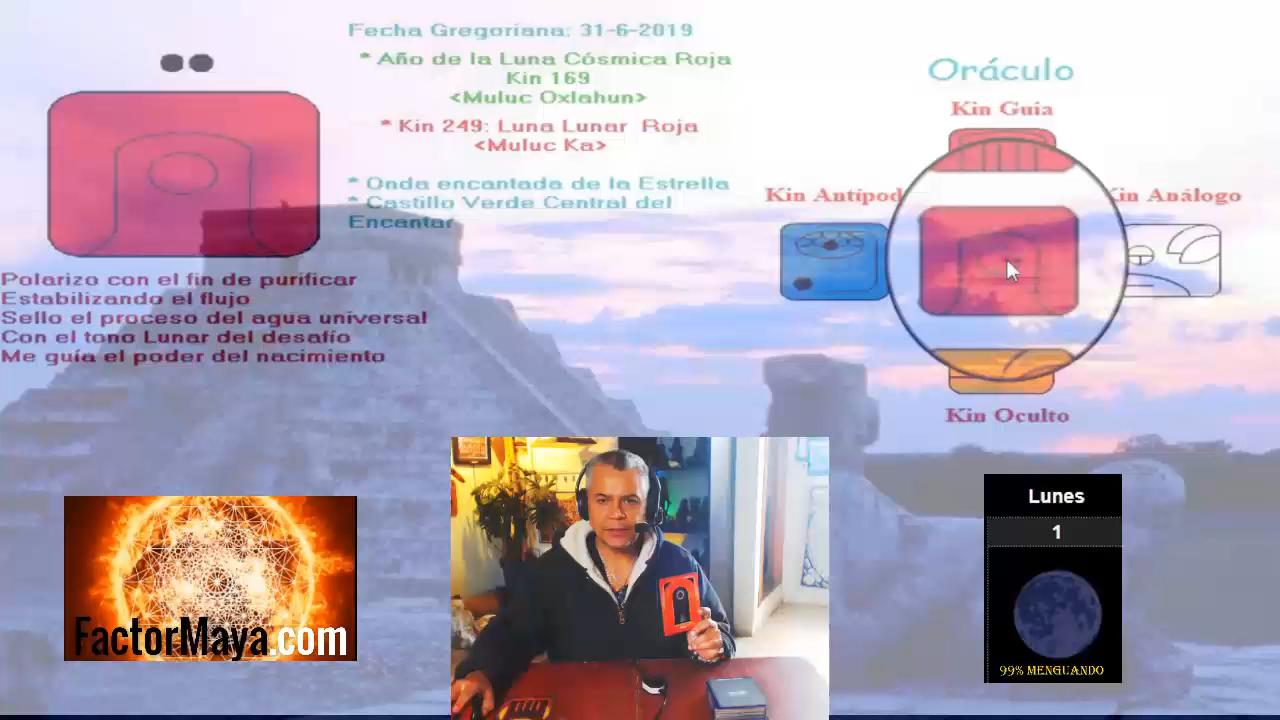 Fecha Gregoriana: 31-6-2019
* Año de la Luna Cósmica Roja
Kin 169
<Muluc Oxlahun>
* Kin 249: Luna Lunar Roja
<Muluc Ka>
* Onda encantada de la Estrella
* Castillo Verde Central del
Encantar
Polarizo con el fin de purificar
Estabilizando el flujo
Sello el proceso del agua universal
Con el tono Lunar del desafío
Me guía el poder del nacimiento
Oráculo
Kin Guia
Kin Antípod
Kin Análogo
Kin Oculto
FactorMaya.com
Lunes
1
99% MENGUANDO